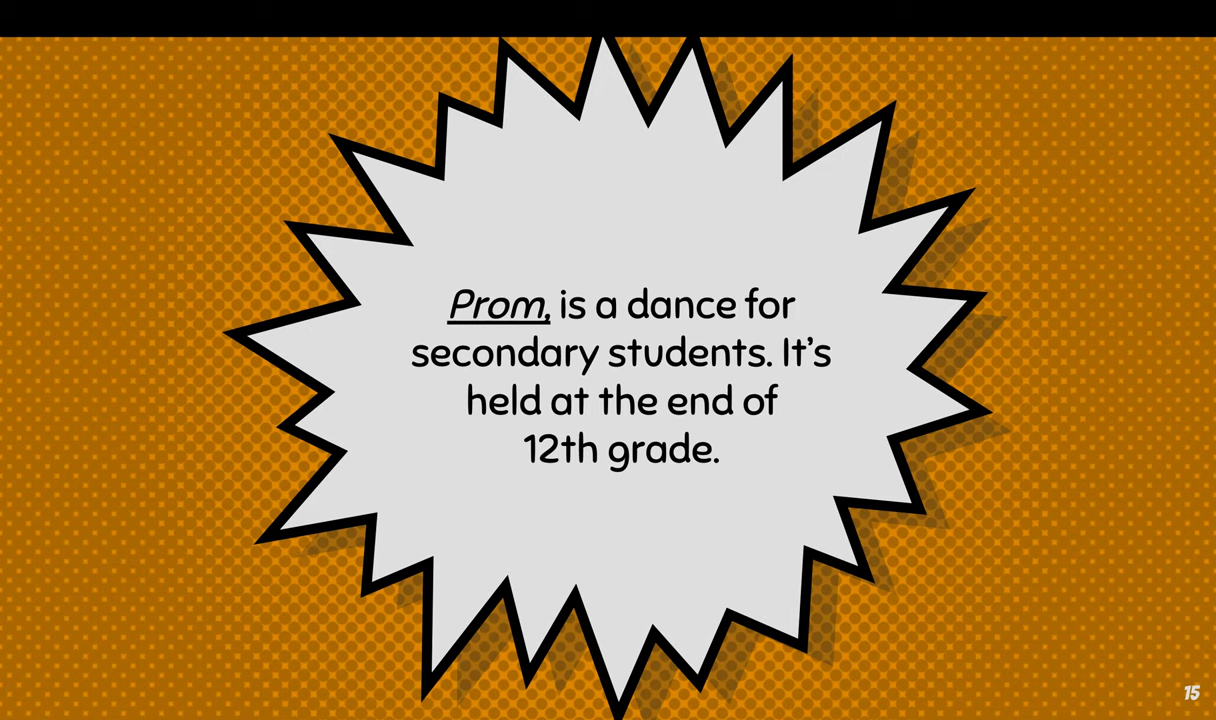 Prom, is a dance for
secondary students. It's
held at the end of
12th grade.
15